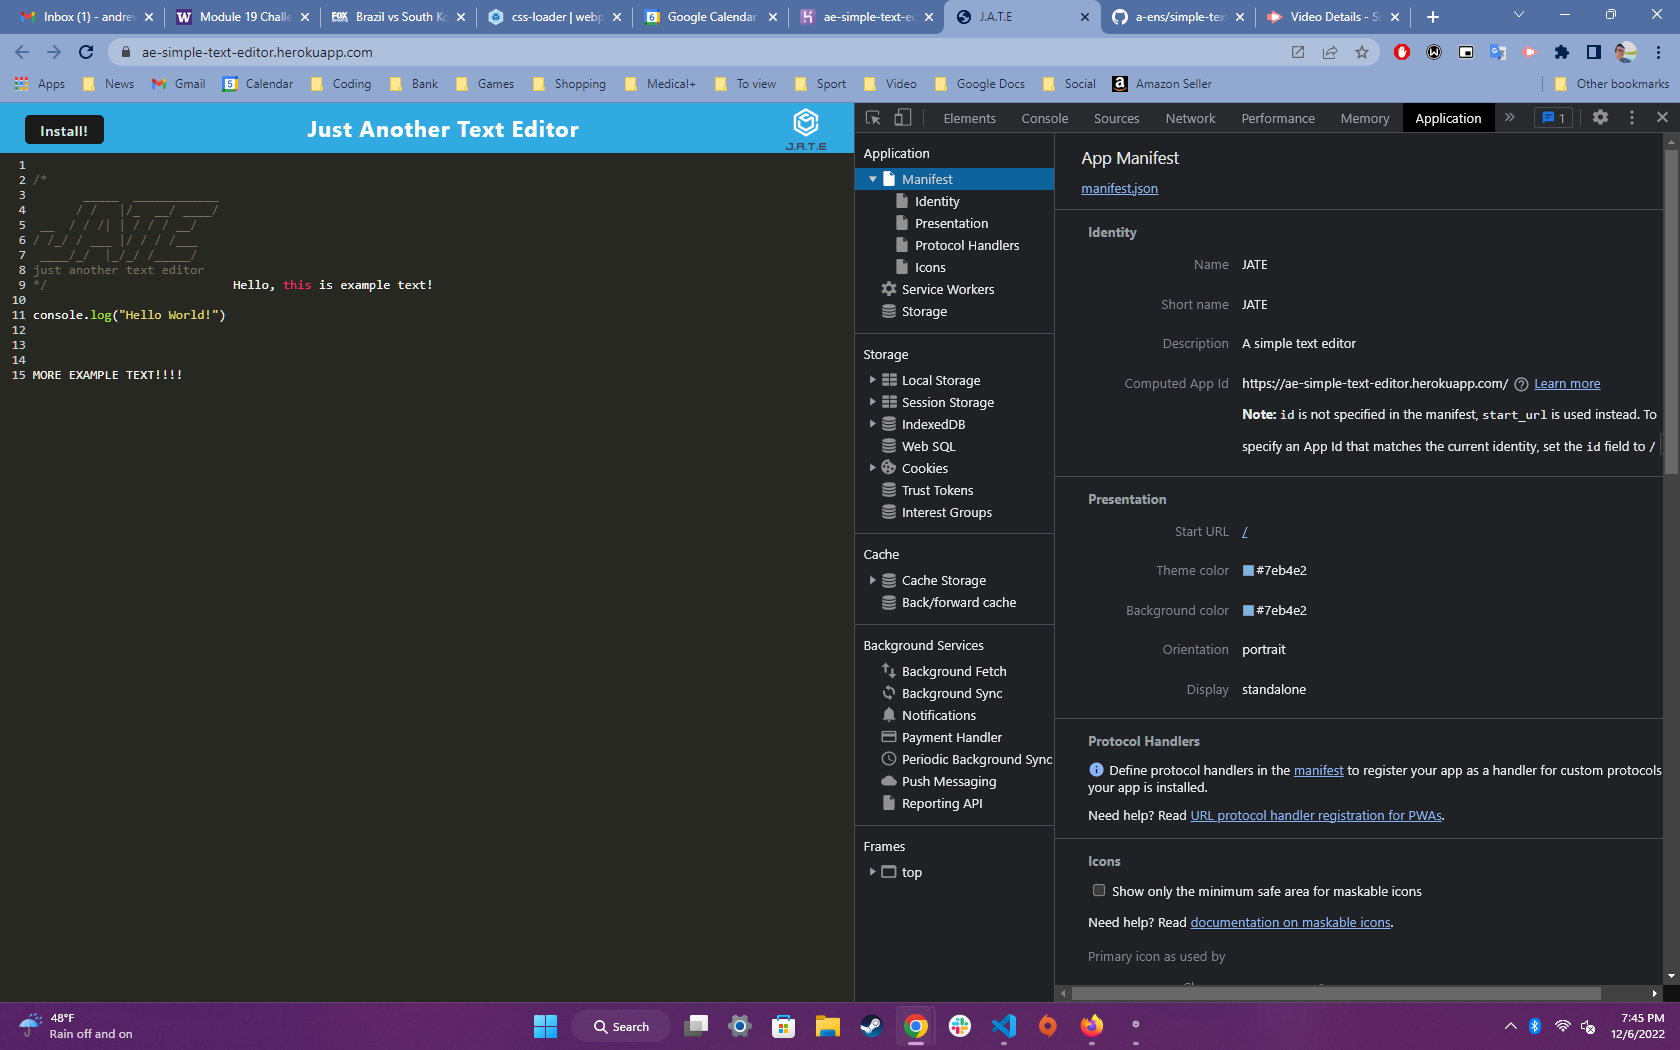 Inbox (1) - andre
Module 19 Challe
FOX
Brazil vs South Ko
css-loader | webp
Google Calendar
ae-simple-text-ec
J.A.T.E
a-ens/simple-tex
Video Details - Sc
ae-simple-text-editor.herokuapp.com
Apps
News
Gmail
Calendar
Coding
Bank
Games
Shopping
Medical+
To view
Sport
Video
Google Docs
Social
Amazon Seller
Other bookmarks
Install!
Just Another Text Editor
J.A.T.E
1
2 /*
3 _____ ____________
4 / / |/_ __/ ____/
5 __ / / /| | / / / __/
6 / /_/ / ___ |/ / / /___
7 ____/_/ |_/_/ /_____/
8 just another text editor
9 */ Hello, this is example text!
10
11 console.log("Hello World!")
12
13
14
15 MORE EXAMPLE TEXT!!!!
Elements Console Sources Network Performance Memory Application » 1
Application
Manifest
Identity
Presentation
Protocol Handlers
Icons
Service Workers
Storage
Storage
Local Storage
Session Storage
IndexedDB
Web SQL
Cookies
Trust Tokens
Interest Groups
Cache
Cache Storage
Back/forward cache
Background Services
Background Fetch
Background Sync
Notifications
Payment Handler
Periodic Background Sync
Push Messaging
Reporting API
Frames
top
App Manifest
manifest.json
Identity
Name JATE
Short name JATE
Description A simple text editor
Computed App Id https://ae-simple-text-editor.herokuapp.com/ Learn more
Note: id is not specified in the manifest, start_url is used instead. To
specify an App Id that matches the current identity, set the id field to /
Presentation
Start URL /
Theme color #7eb4e2
Background color #7eb4e2
Orientation portrait
Display standalone
Protocol Handlers
Define protocol handlers in the manifest to register your app as a handler for custom protocols
your app is installed.
Need help? Read URL protocol handler registration for PWAs.
Icons
Show only the minimum safe area for maskable icons
Need help? Read documentation on maskable icons.
Primary icon as used by
48°F
Rain off and on
Search
7:45 PM
12/6/2022